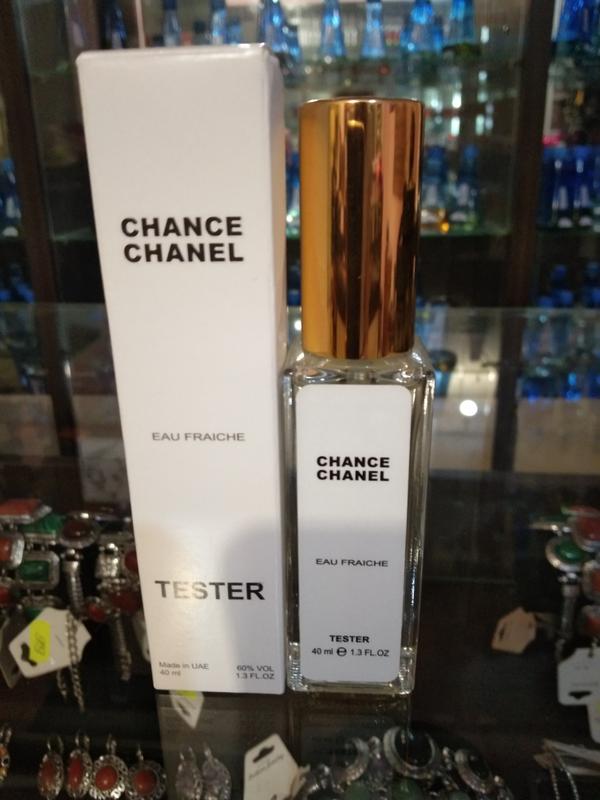 CHANCE
CHANEL
EAU FRAICHE
TESTER
Made in UAE
40 ml
60% VOL
1.3 FL.OZ
CHANCE
CHANEL
EAU FRAICHE
TESTER
40 ml ℮ 1.3 FL.OZ